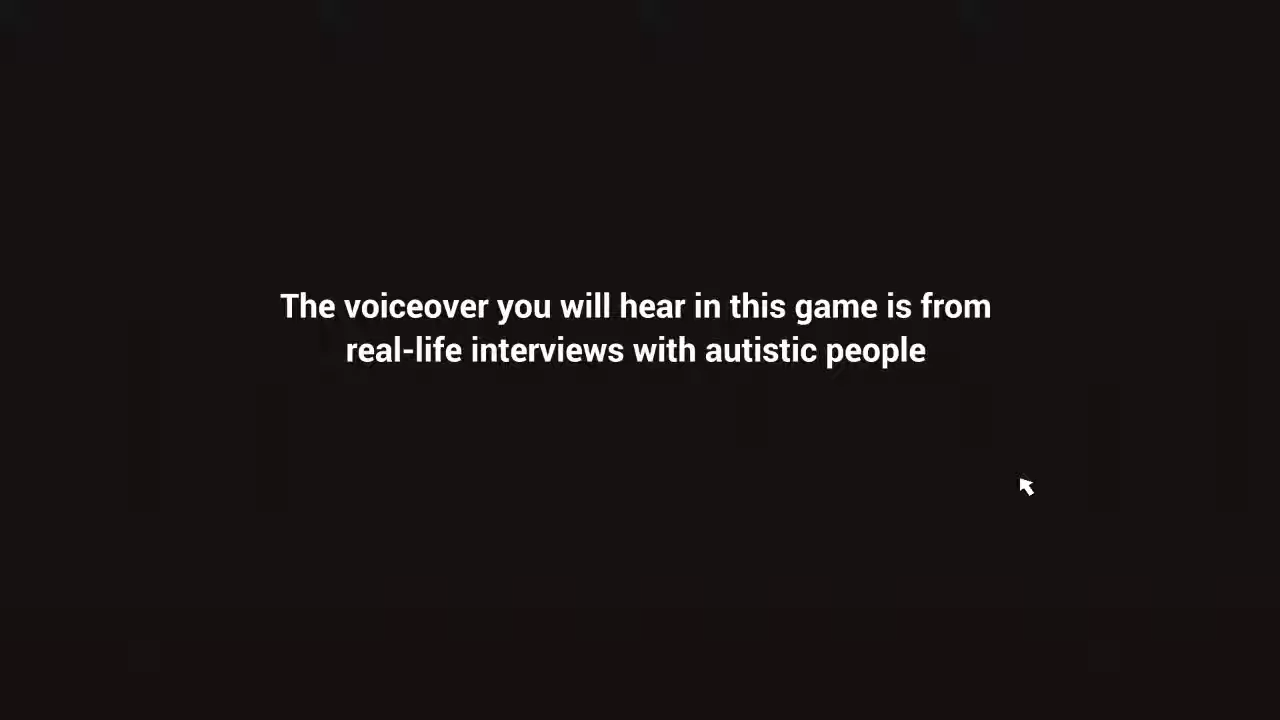 The voiceover you will hear in this game is from
real-life interviews with autistic people